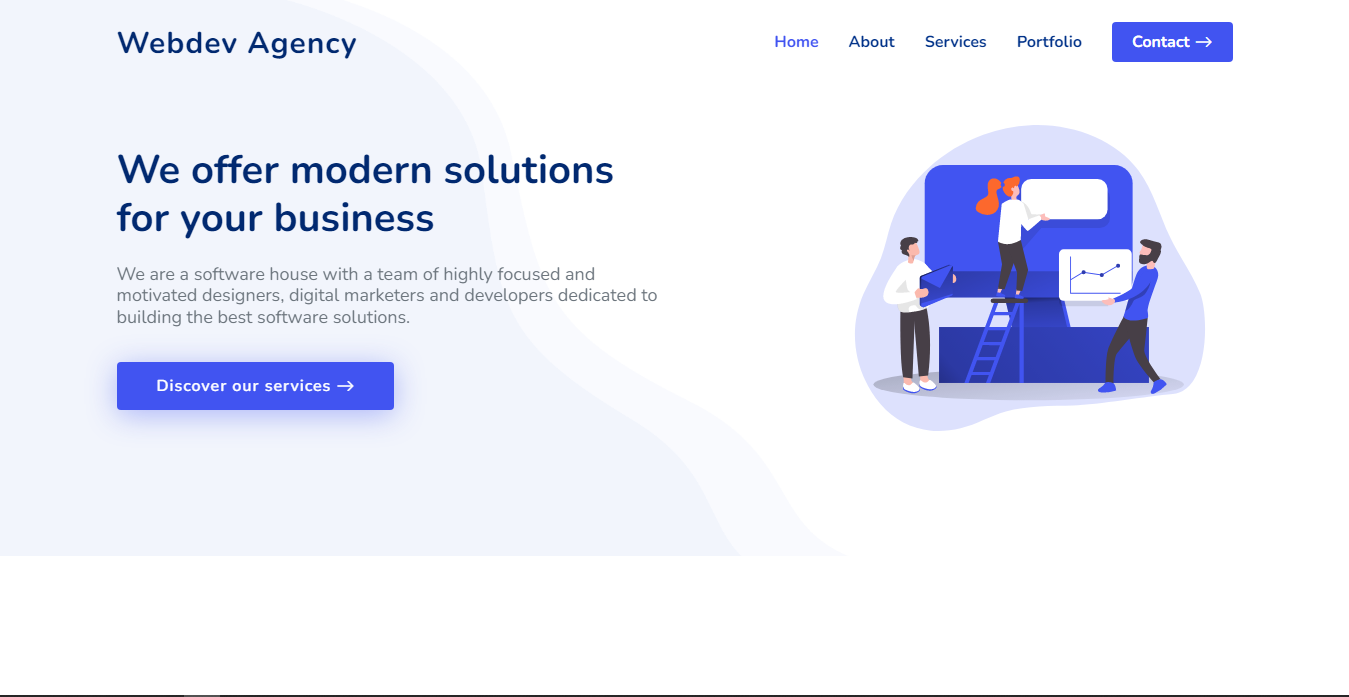 Webdev Agency
Home
About
Services
Portfolio
Contact →
We offer modern solutions
for your business
We are a software house with a team of highly focused and
motivated designers, digital marketers and developers dedicated to
building the best software solutions.
Discover our services →